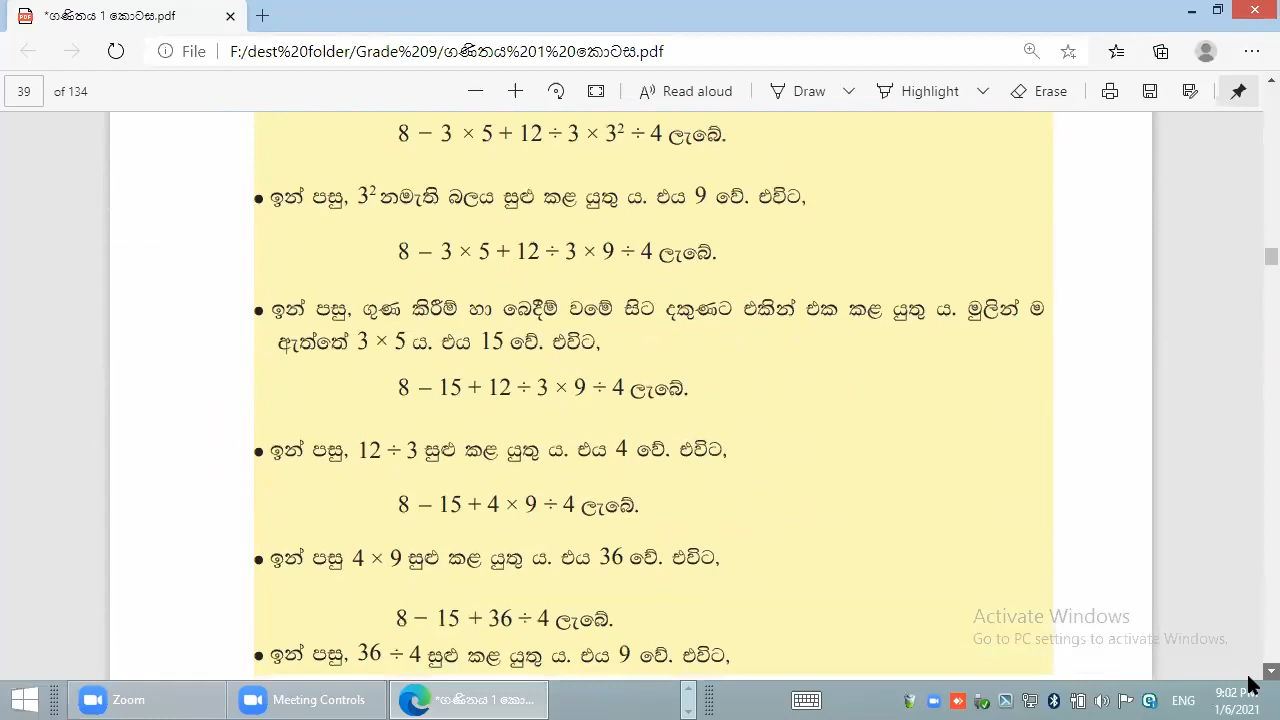 *ගණිතය 1 කොටස.pdf
File F:/dest%20folder/Grade%209/ගණිතය%201%20කොටස.pdf
39 of 134 Read aloud Draw Highlight Erase
8 − 3 × 5 + 12 ÷ 3 × 3² ÷ 4 ලැබේ.
• ඉන් පසු, 3² නමැති බලය සුළු කළ යුතු ය. එය 9 වේ. එවිට,
8 – 3 × 5 + 12 ÷ 3 × 9 ÷ 4 ලැබේ.
• ඉන් පසු, ගුණ කිරීම් හා බෙදීම් වමේ සිට දකුණට එකින් එක කළ යුතු ය. මුලින් ම
ඇත්තේ 3 × 5 ය. එය 15 වේ. එවිට,
8 – 15 + 12 ÷ 3 × 9 ÷ 4 ලැබේ.
• ඉන් පසු, 12 ÷ 3 සුළු කළ යුතු ය. එය 4 වේ. එවිට,
8 – 15 + 4 × 9 ÷ 4 ලැබේ.
• ඉන් පසු 4 × 9 සුළු කළ යුතු ය. එය 36 වේ. එවිට,
8 − 15 + 36 ÷ 4 ලැබේ.
• ඉන් පසු, 36 ÷ 4 සුළු කළ යුතු ය. එය 9 වේ. එවිට,
Activate Windows
Go to PC settings to activate Windows.
Zoom Meeting Controls *ගණිතය 1 කො... ENG 9:02 PM
1/6/2021